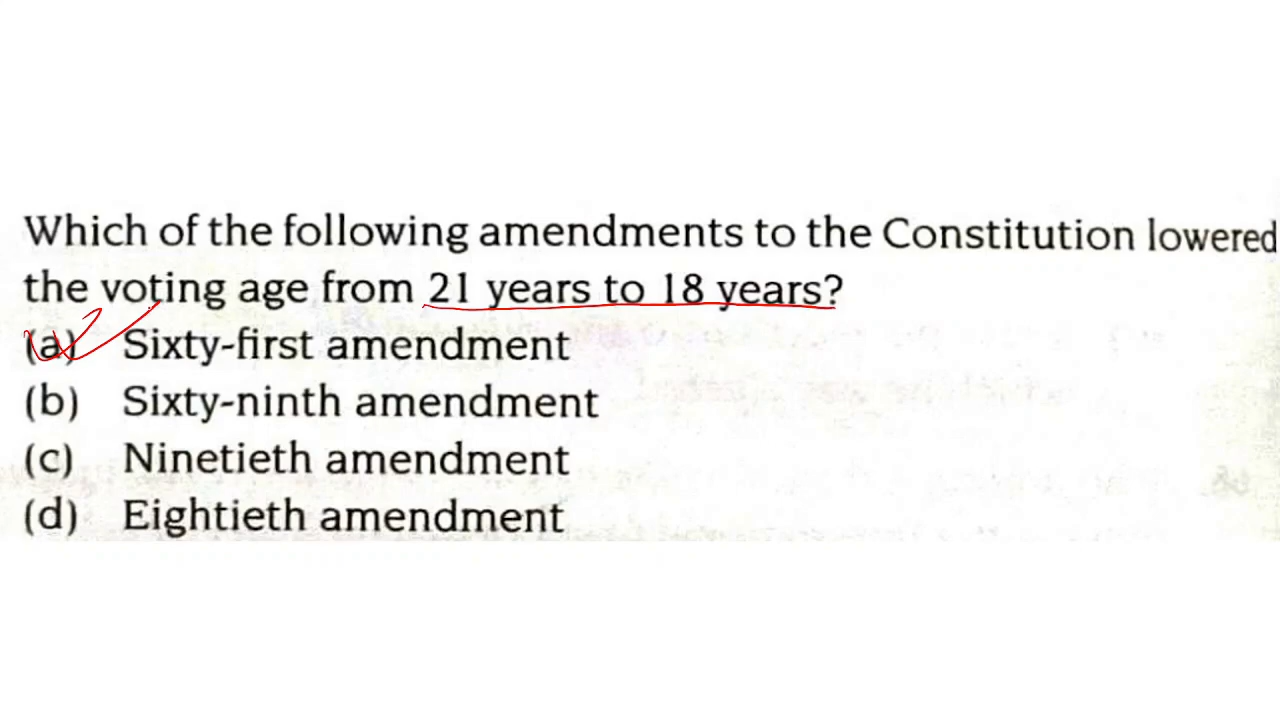 Which of the following amendments to the Constitution lowered
the voting age from 21 years to 18 years?
(a) Sixty-first amendment
(b) Sixty-ninth amendment
(c) Ninetieth amendment
(d) Eightieth amendment